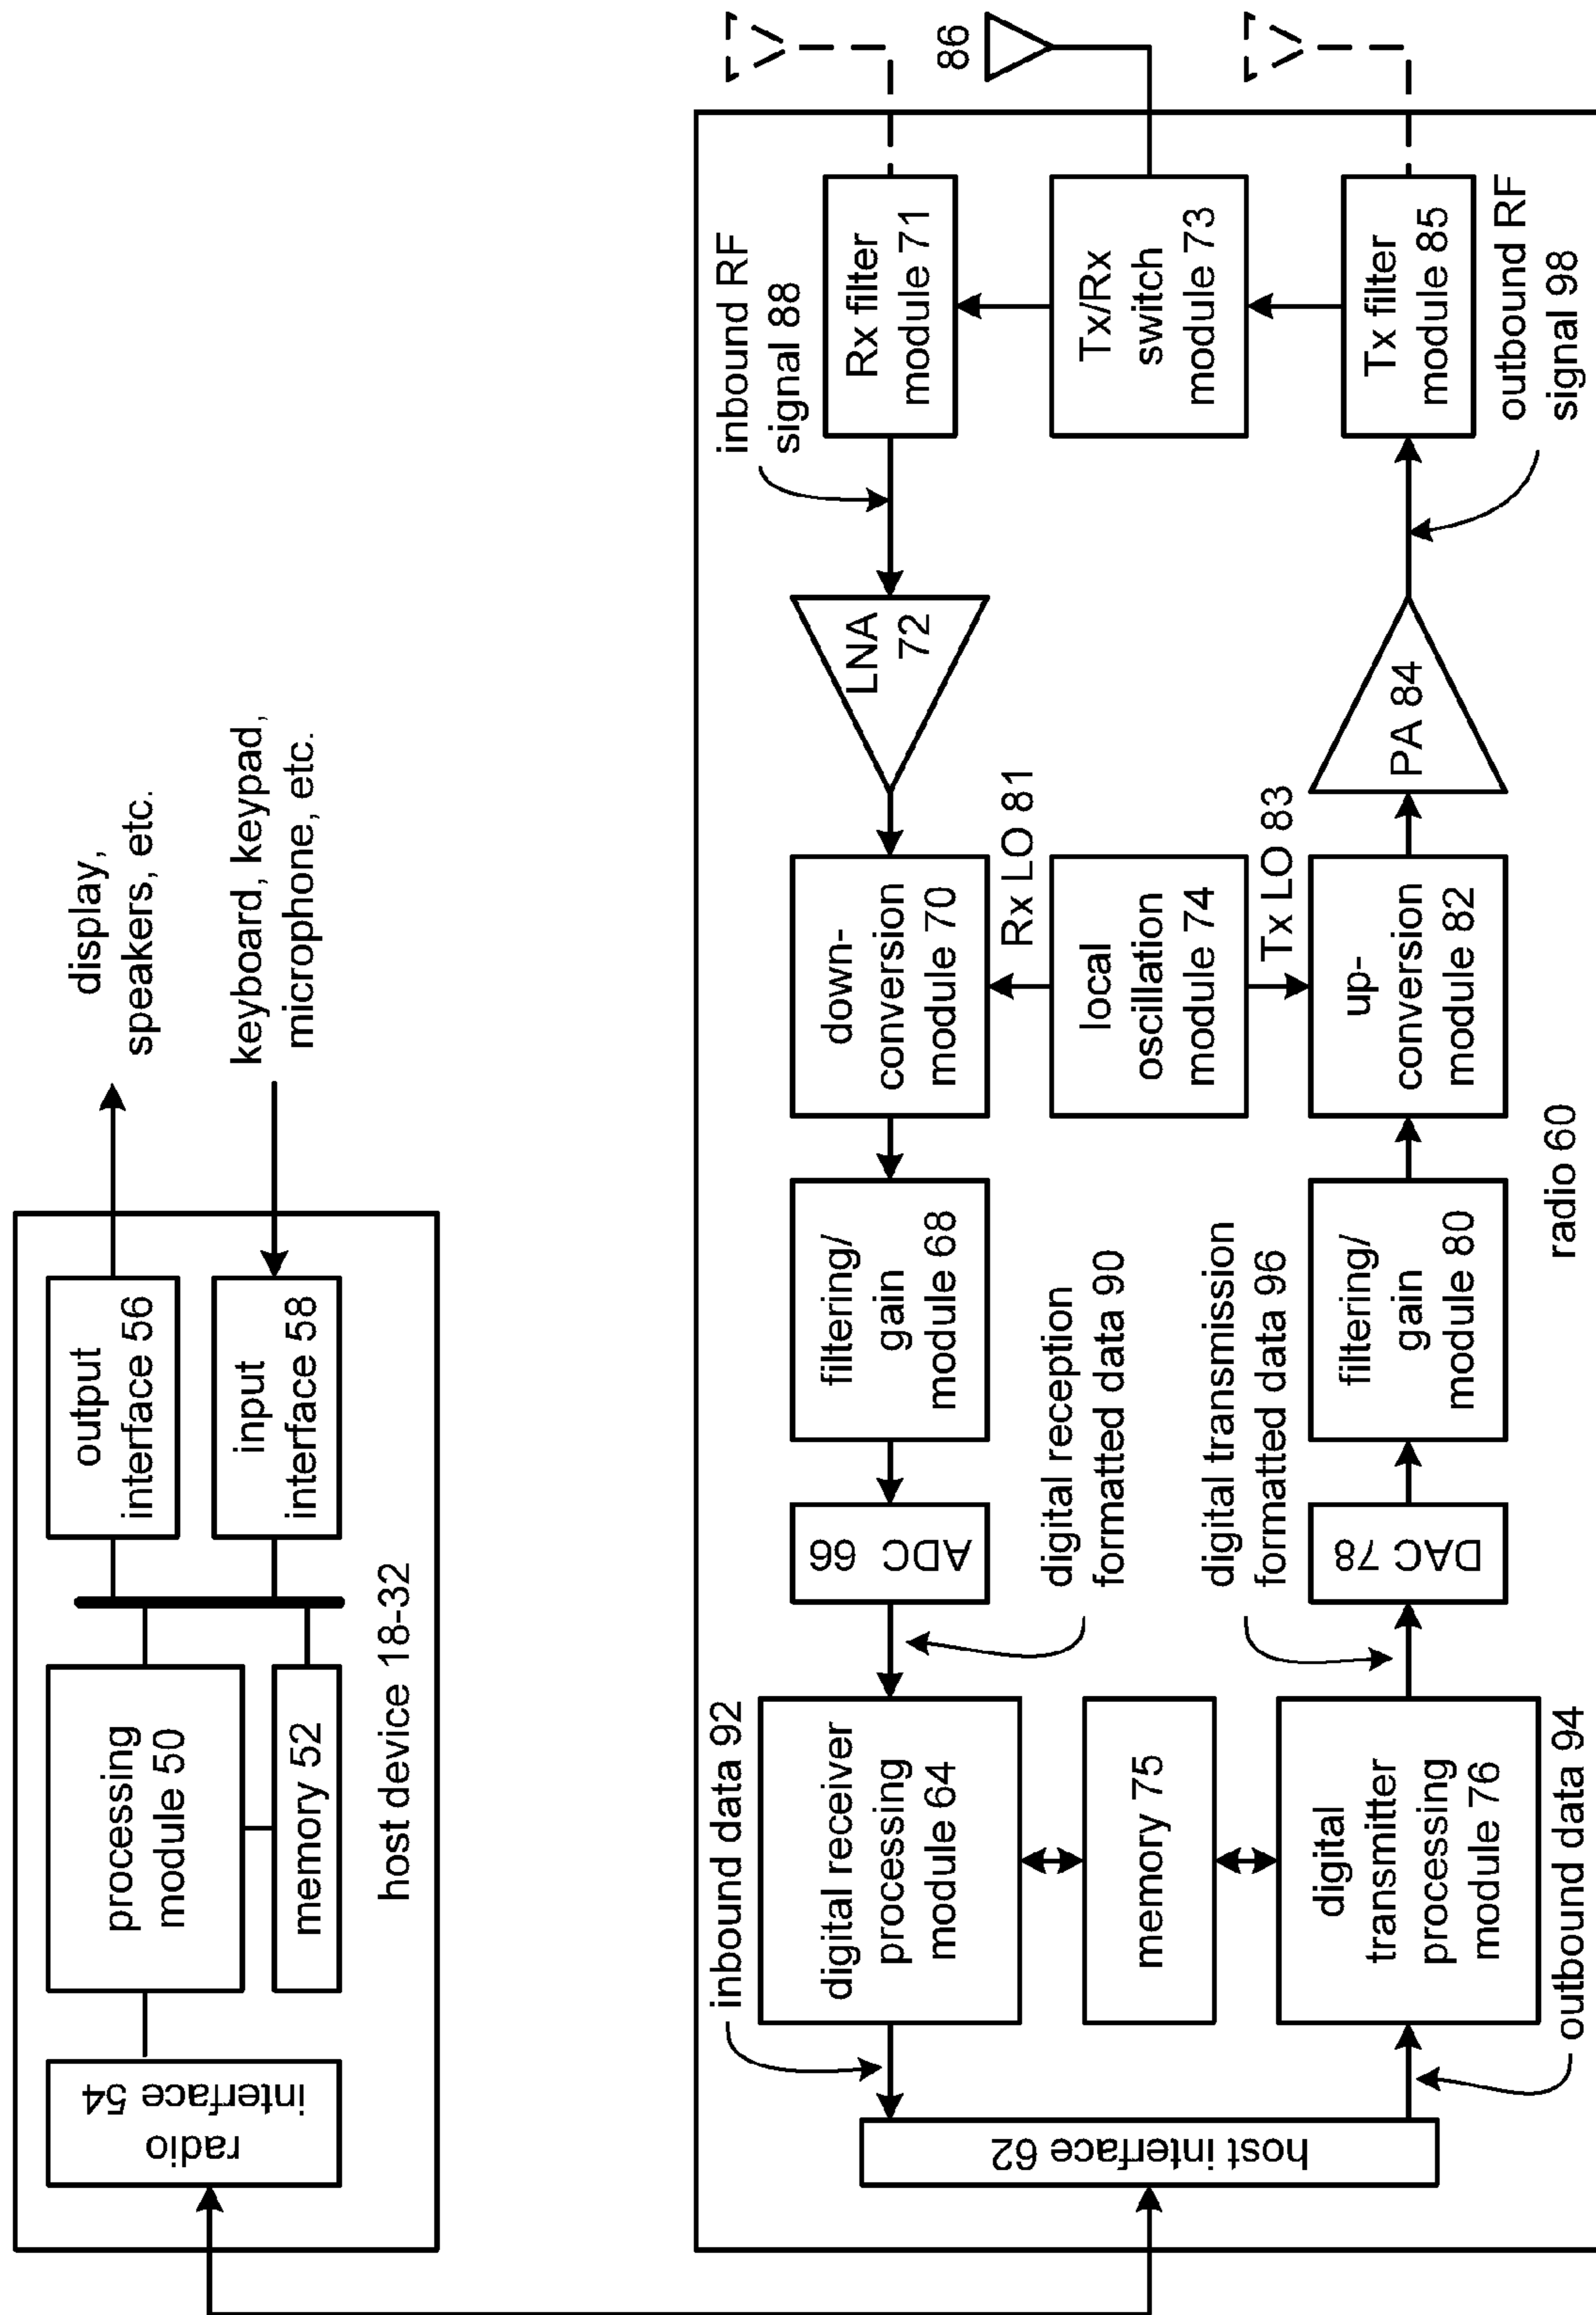 radio
interface 54
processing
module 50
memory 52
output
interface 56
input
interface 58
host device 18-32
display,
speakers, etc.
keyboard, keypad,
microphone, etc.
host interface 62
inbound data 92
digital receiver
processing
module 64
memory 75
digital
transmitter
processing
module 76
outbound data 94
ADC 66
digital reception
formatted data 90
digital transmission
formatted data 96
DAC 78
filtering/
gain
module 68
filtering/
gain
module 80
radio 60
down-
conversion
module 70
Rx LO 81
local
oscillation
module 74
Tx LO 83
up-
conversion
module 82
LNA
72
PA 84
inbound RF
signal 88
Rx filter
module 71
Tx/Rx
switch
module 73
Tx filter
module 85
outbound RF
signal 98
86